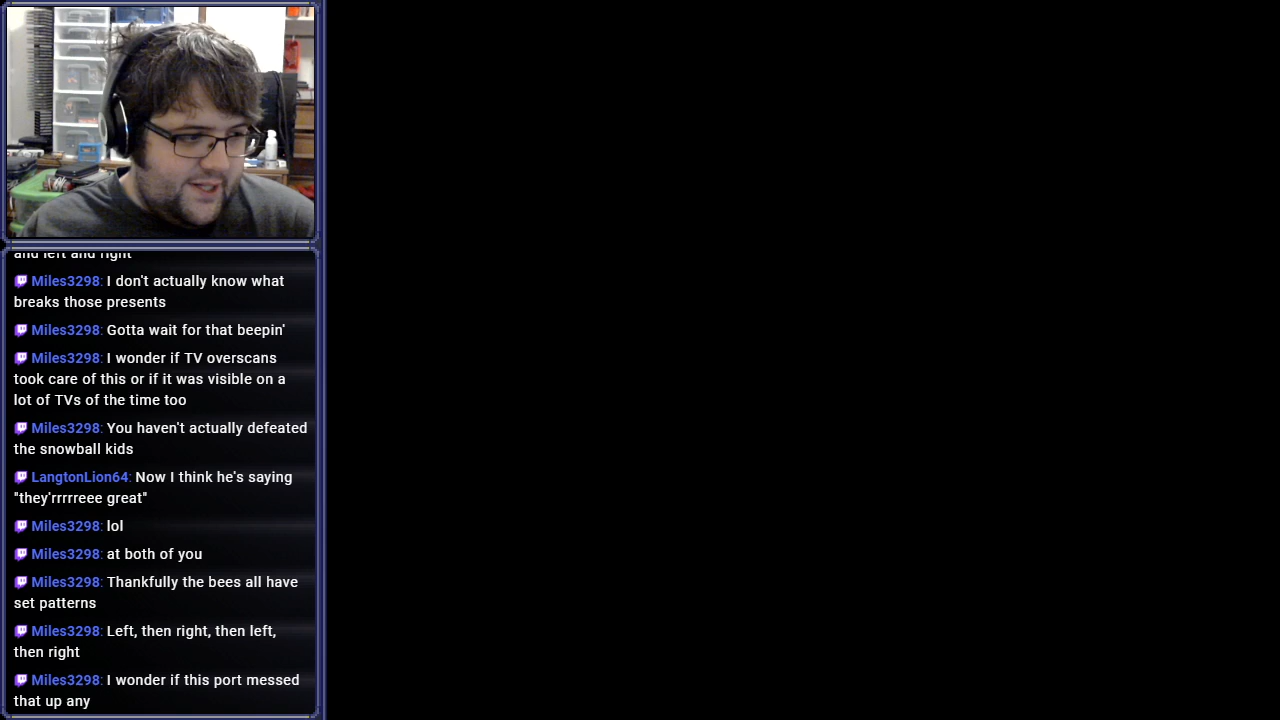 and left and right
Miles3298: I don't actually know what
breaks those presents
Miles3298: Gotta wait for that beepin'
Miles3298: I wonder if TV overscans
took care of this or if it was visible on a
lot of TVs of the time too
Miles3298: You haven't actually defeated
the snowball kids
LangtonLion64: Now I think he's saying
"they'rrrrreee great"
Miles3298: lol
Miles3298: at both of you
Miles3298: Thankfully the bees all have
set patterns
Miles3298: Left, then right, then left,
then right
Miles3298: I wonder if this port messed
that up any